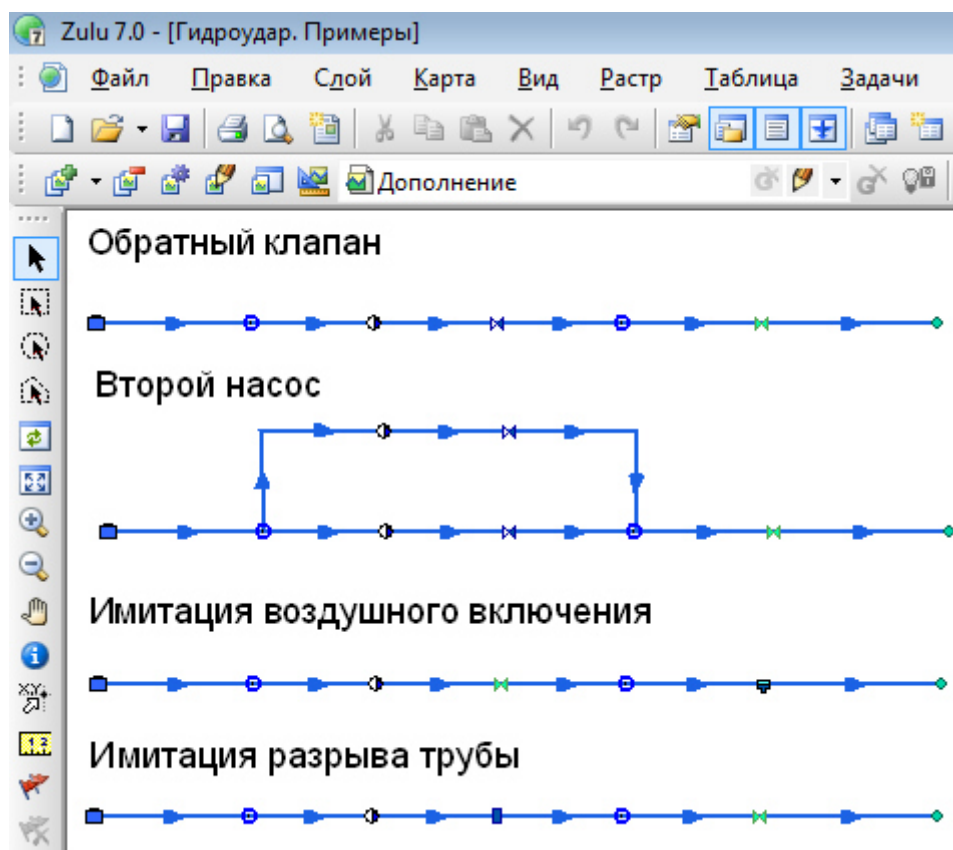 Zulu 7.0 - [Гидроудар. Примеры]
Файл Правка Слой Карта Вид Растр Таблица Задачи
Дополнение
Обратный клапан
Второй насос
Имитация воздушного включения
Имитация разрыва трубы